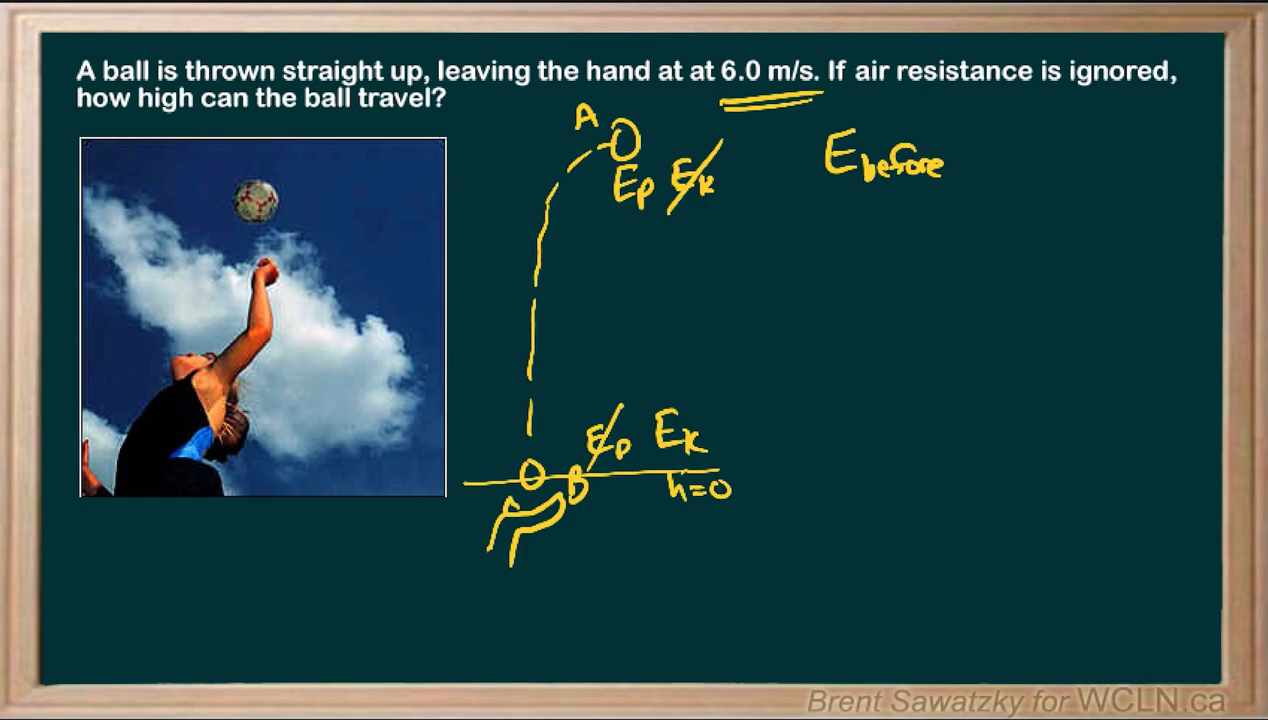 A ball is thrown straight up, leaving the hand at at 6.0 m/s. If air resistance is ignored,
how high can the ball travel?
A
Ep Ek
Ebefore
Ep Ek
B
h=0
Brent Sawatzky for WCLN.ca